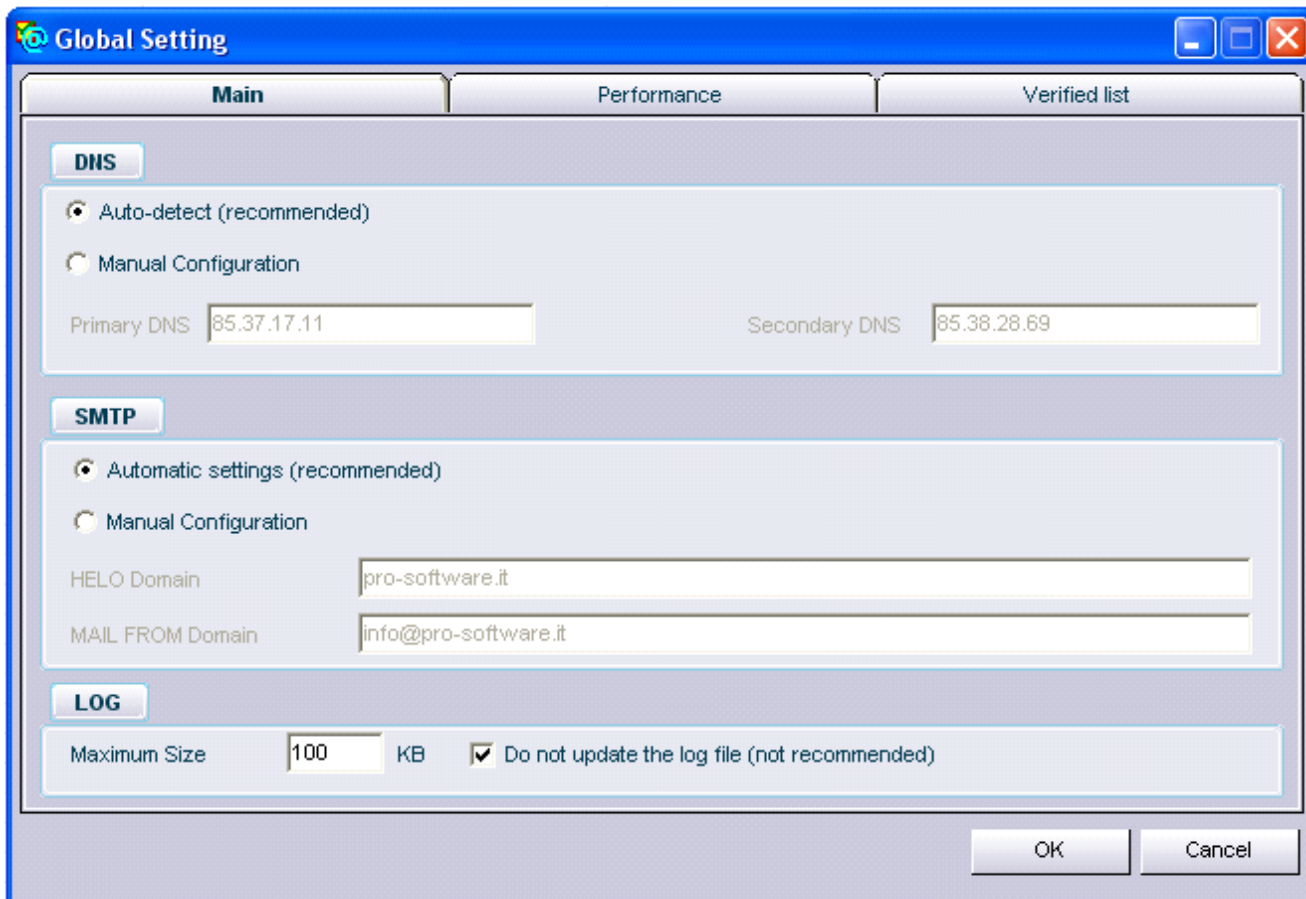 Global Setting
Main Performance Verified list
DNS
Auto-detect (recommended)
Manual Configuration
Primary DNS 85.37.17.11 Secondary DNS 85.38.28.69
SMTP
Automatic settings (recommended)
Manual Configuration
HELO Domain pro-software.it
MAIL FROM Domain info@pro-software.it
LOG
Maximum Size 100 KB Do not update the log file (not recommended)
OK Cancel